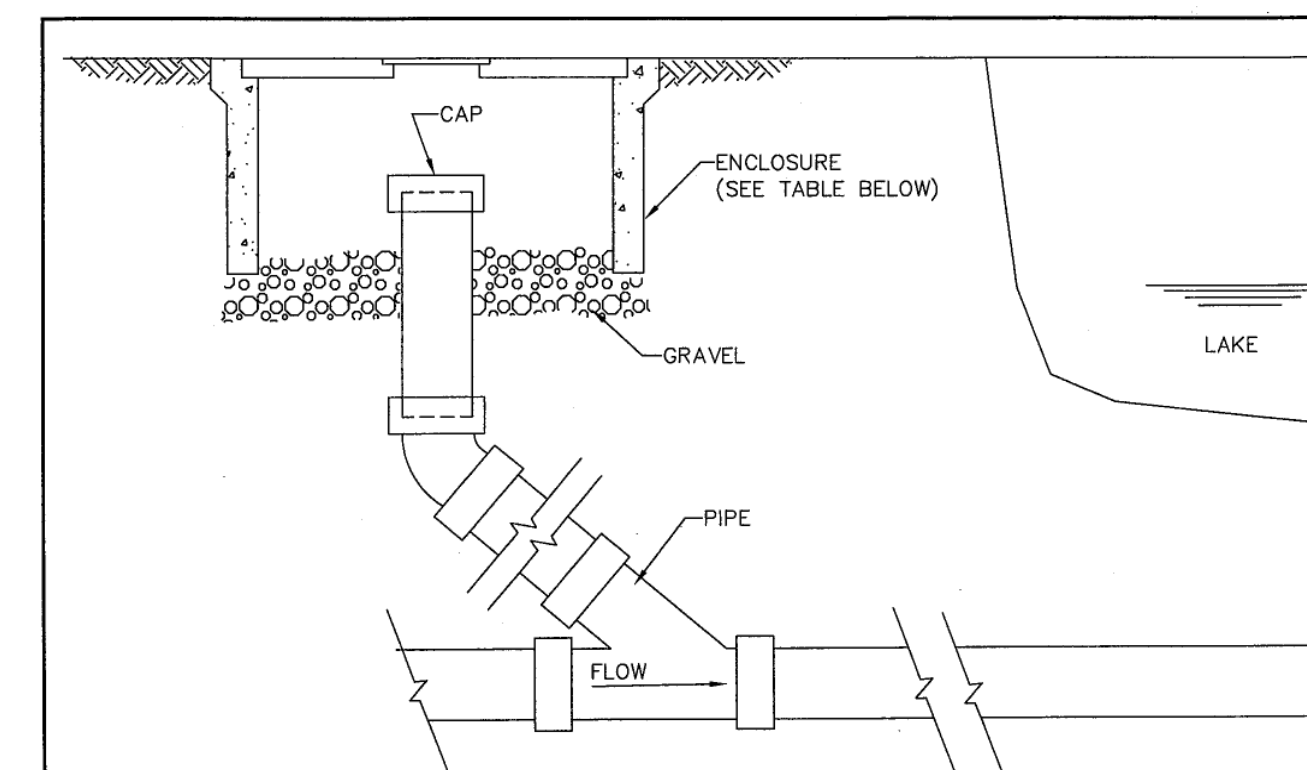 CAP
ENCLOSURE
(SEE TABLE BELOW)
LAKE
GRAVEL
PIPE
FLOW